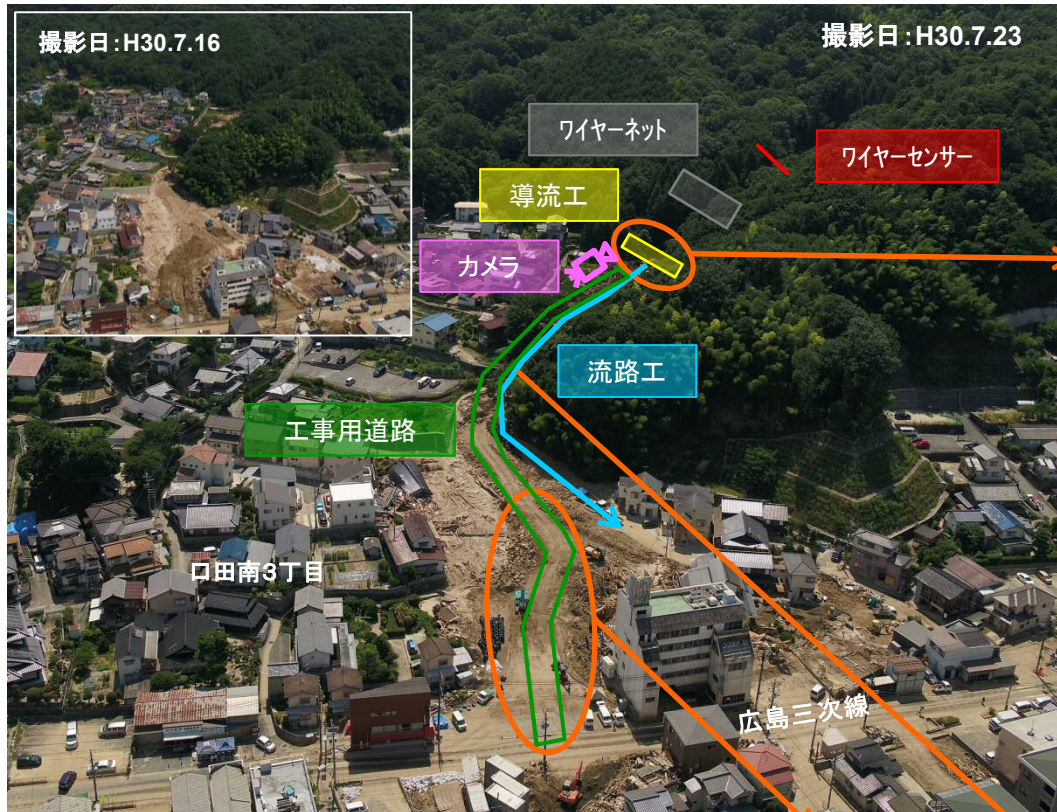 撮影日:H30.7.16
撮影日:H30.7.23
ワイヤーネット
ワイヤーセンサー
導流工
カメラ
流路工
工事用道路
口田南3丁目
広島三次線